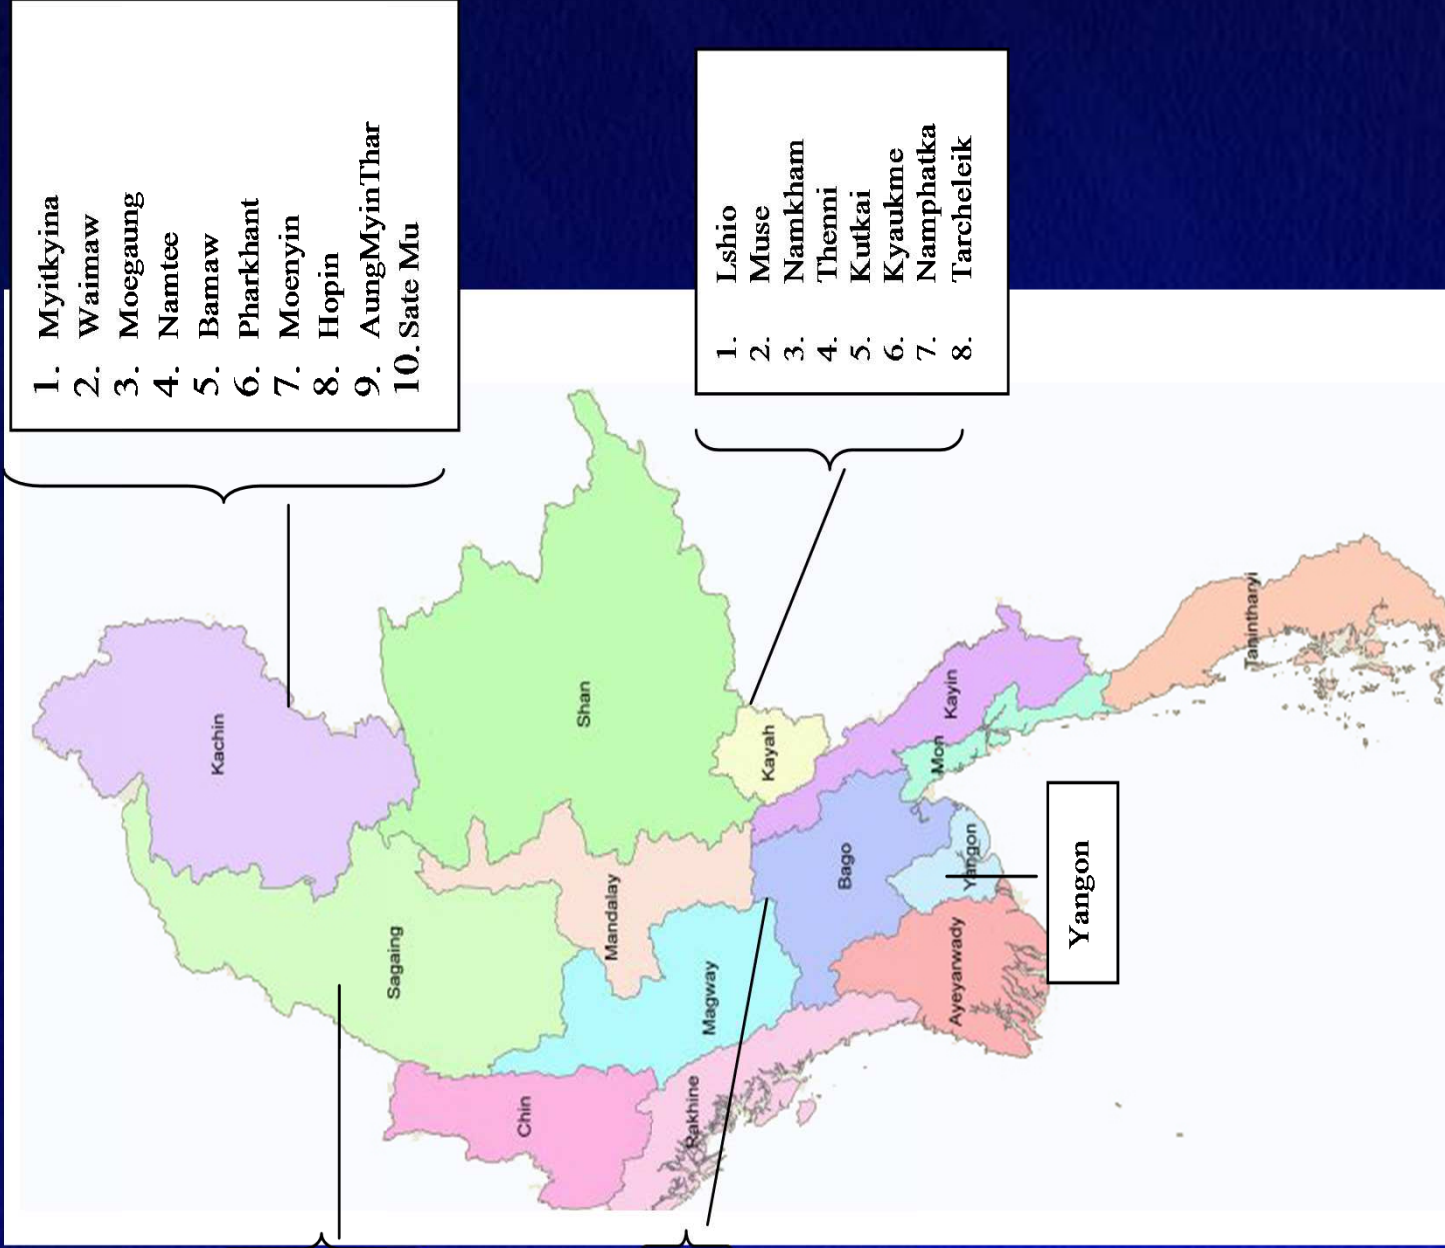 1. Myitkyina
2. Waimaw
3. Moegaung
4. Namtee
5. Bamaw
6. Pharkhant
7. Moenyin
8. Hopin
9. AungMyinThar
10. Sate Mu
1. Lshio
2. Muse
3. Namkham
4. Thenni
5. Kutkai
6. Kyaukme
7. Namphatka
8. Tarcheleik
Kachin
Sagaing
Shan
Chin
Mandalay
Magway
Rakhine
Kayah
Bago
Kayin
Mon
Yangon
Ayeyarwady
Tanintharyi
Yangon